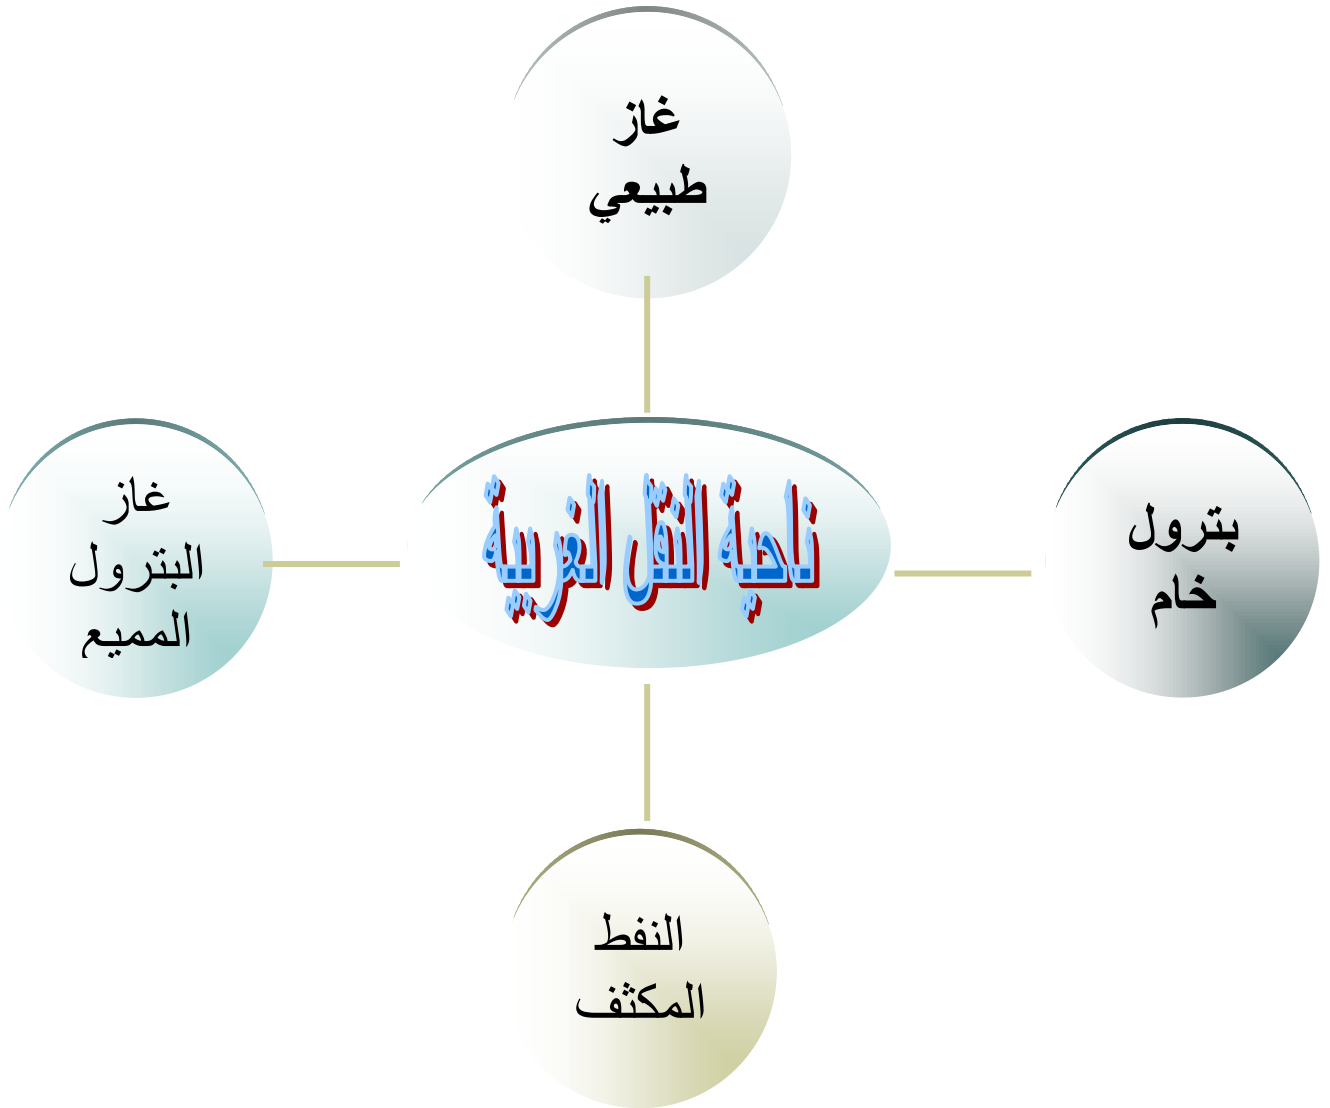 غاز
طبيعي
بترول
خام
ناحية النقل الغربية
غاز
البترول
المميع
النفط
المكثف